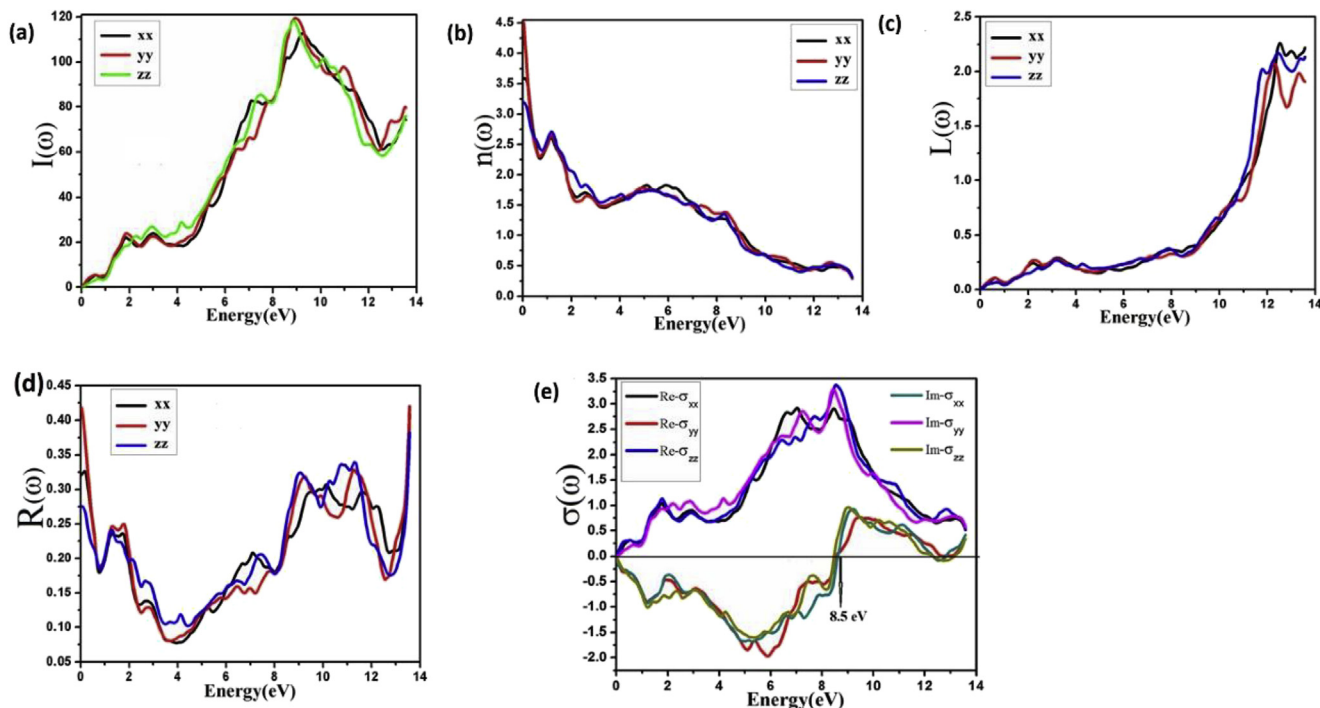 (a)
120
100
80
60
40
20
0
I(ω)
xx
yy
zz
0 2 4 6 8 10 12 14
Energy(eV)
(b)
4.5
4.0
3.5
3.0
2.5
2.0
1.5
1.0
0.5
0.0
n(ω)
xx
yy
zz
0 2 4 6 8 10 12 14
Energy(eV)
(c)
2.5
2.0
1.5
1.0
0.5
0.0
L(ω)
xx
yy
zz
0 2 4 6 8 10 12 14
Energy(eV)
(d)
0.45
0.40
0.35
0.30
0.25
0.20
0.15
0.10
0.05
R(ω)
xx
yy
zz
0 2 4 6 8 10 12 14
Energy(eV)
(e)
3.5
3.0
2.5
2.0
1.5
1.0
0.5
0.0
-0.5
-1.0
-1.5
-2.0
σ(ω)
Re-σxx
Re-σyy
Re-σzz
Im-σxx
Im-σyy
Im-σzz
8.5 eV
0 2 4 6 8 10 12 14
Energy(eV)